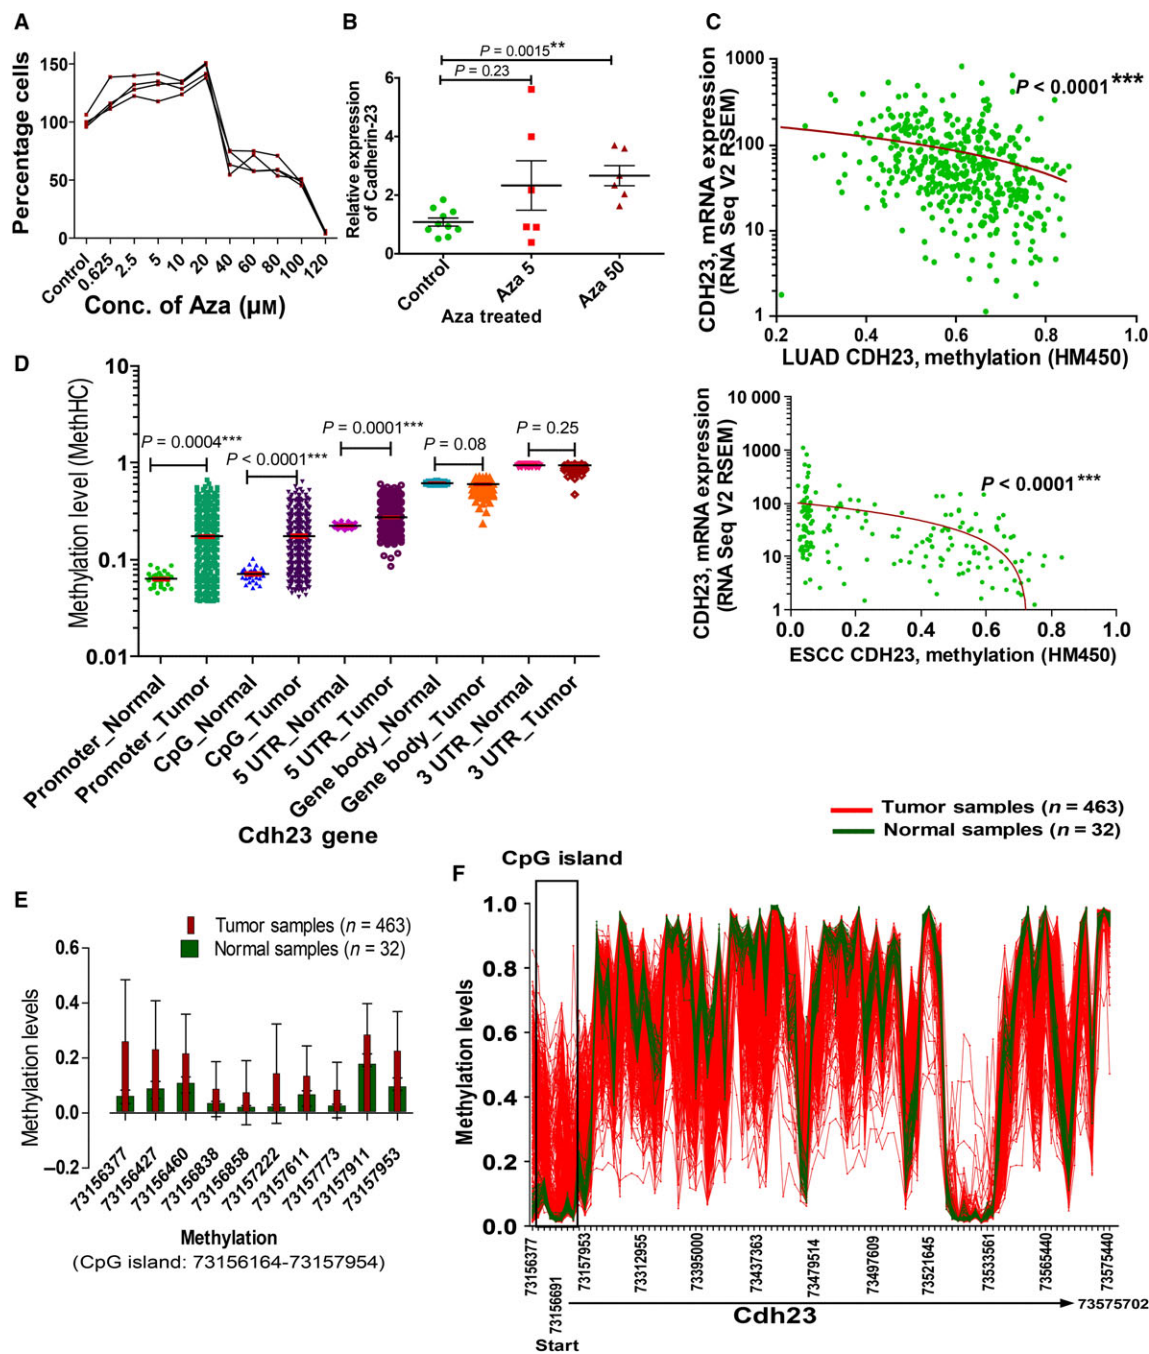 A
Percentage cells
150
100
50
0
Control
0.625
2.5
5
10
20
40
60
80
100
120
Conc. of Aza (µM)
B
P = 0.0015**
P = 0.23
Relative expression
of Cadherin-23
6
4
2
0
Control
Aza 5
Aza 50
Aza treated
C
CDH23, mRNA expression
(RNA Seq V2 RSEM)
1000
100
10
1
P < 0.0001***
0.2
0.4
0.6
0.8
1.0
LUAD CDH23, methylation (HM450)
CDH23, mRNA expression
(RNA Seq V2 RSEM)
10 000
1000
100
10
1
P < 0.0001***
0.0
0.2
0.4
0.6
0.8
1.0
ESCC CDH23, methylation (HM450)
D
Methylation level (MethHC)
10
1
0.1
0.01
P = 0.0004***
P < 0.0001***
P = 0.0001***
P = 0.08
P = 0.25
Promoter_Normal
Promoter_Tumor
CpG_Normal
CpG_Tumor
5 UTR_Normal
5 UTR_Tumor
Gene body_Normal
Gene body_Tumor
3 UTR_Normal
3 UTR_Tumor
Cdh23 gene
E
Tumor samples (n = 463)
Normal samples (n = 32)
Methylation levels
0.6
0.4
0.2
0.0
–0.2
73156377
73156427
73156460
73156838
73156858
73157222
73157611
73157773
73157911
73157953
Methylation
(CpG island: 73156164-73157954)
Tumor samples (n = 463)
Normal samples (n = 32)
F
CpG island
Methylation levels
1.0
0.8
0.6
0.4
0.2
0.0
73156377
73156691
73157953
73312955
73395000
73437363
73479514
73497609
73521645
73533561
73565440
73575440
Start
Cdh23
73575702